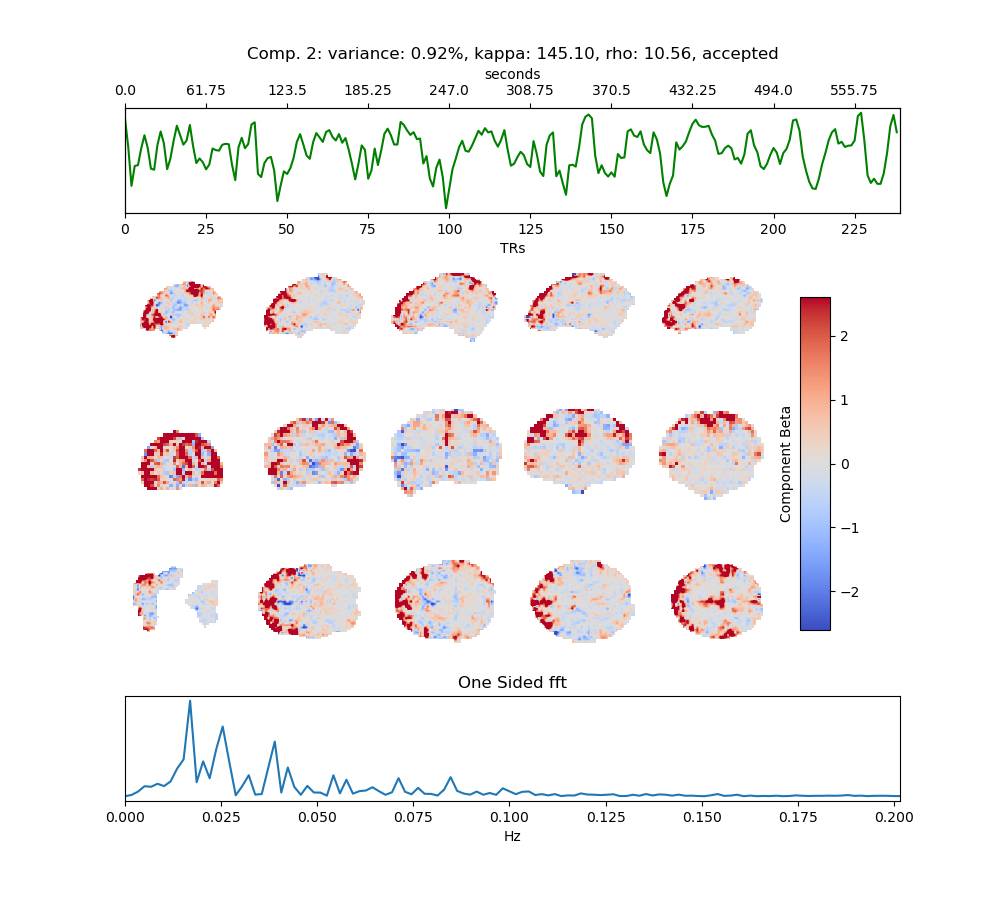 Comp. 2: variance: 0.92%, kappa: 145.10, rho: 10.56, accepted
seconds
0.0 61.75 123.5 185.25 247.0 308.75 370.5 432.25 494.0 555.75
0 25 50 75 100 125 150 175 200 225
TRs
2
1
0
−1
−2
Component Beta
One Sided fft
0.000 0.025 0.050 0.075 0.100 0.125 0.150 0.175 0.200
Hz